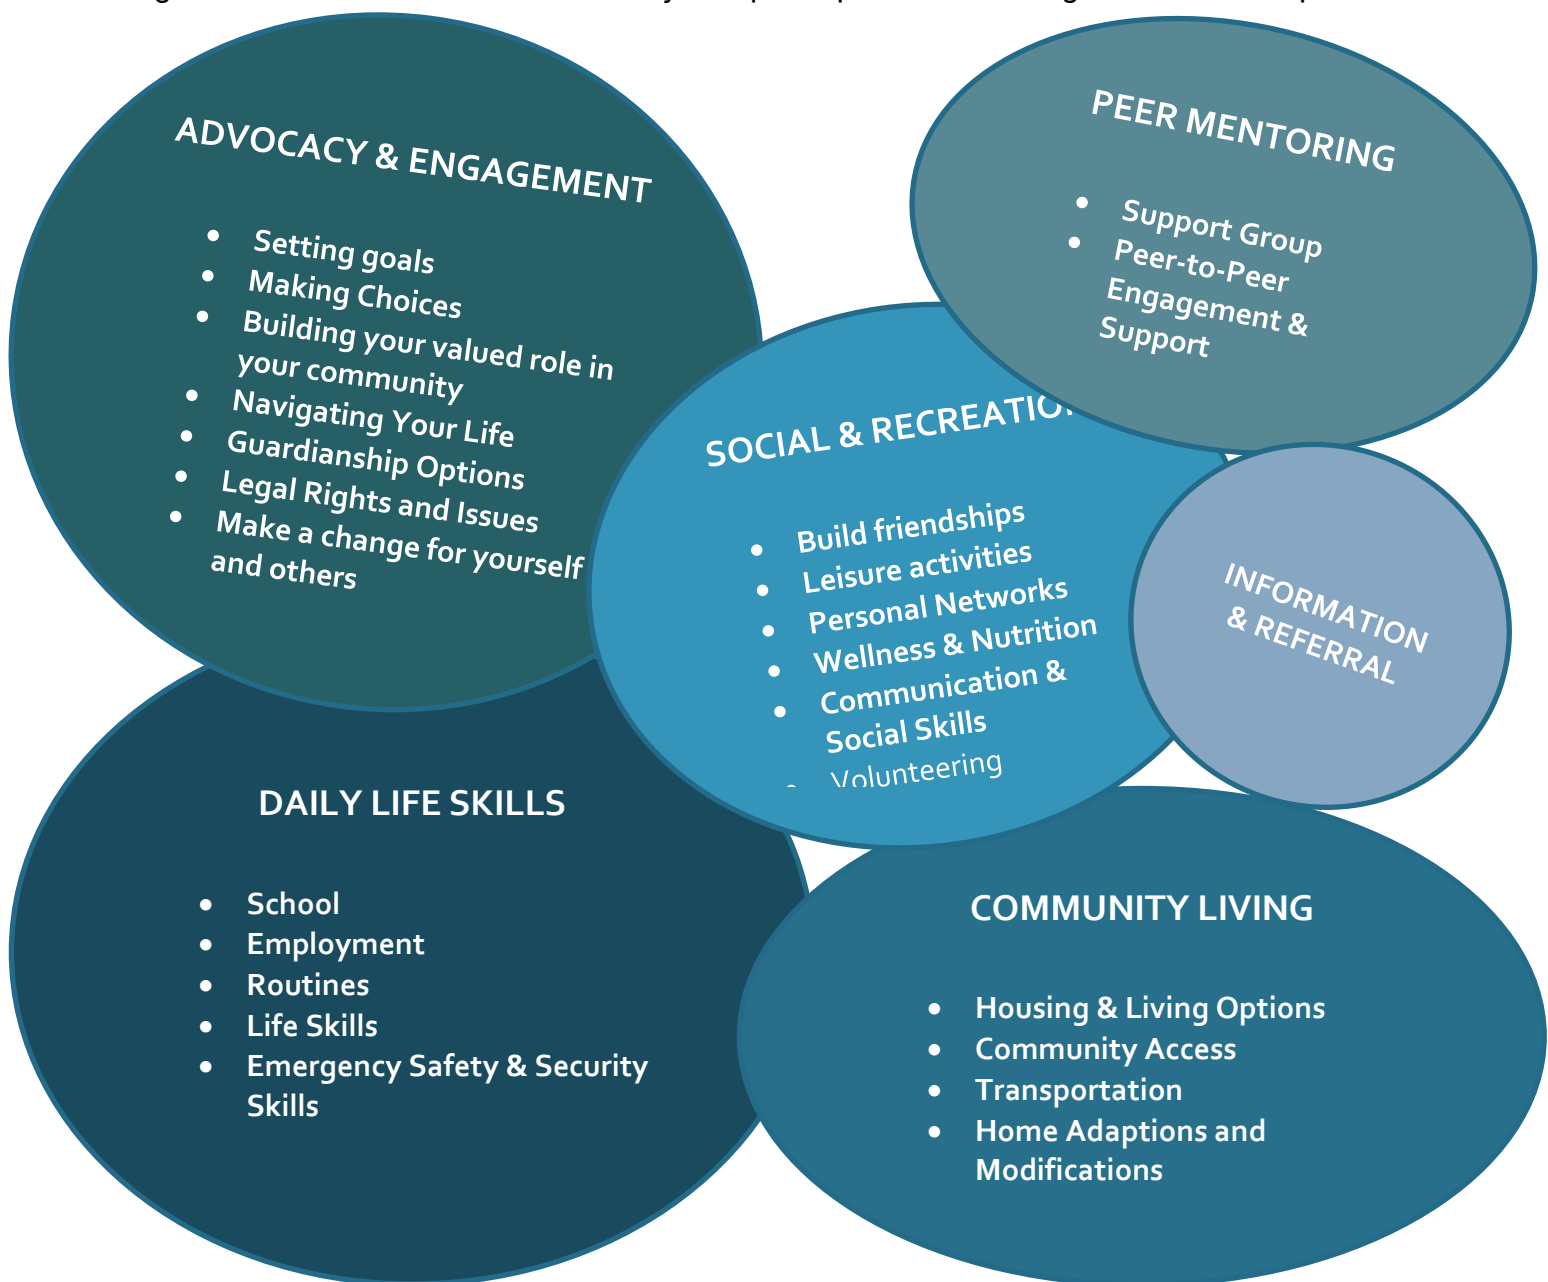 ADVOCACY & ENGAGEMENT
• Setting goals
• Making Choices
• Building your valued role in
your community
• Navigating Your Life
• Guardianship Options
• Legal Rights and Issues
• Make a change for yourself
and others
PEER MENTORING
• Support Group
• Peer-to-Peer
Engagement &
Support
SOCIAL &
• Build friendships
• Leisure activities
• Personal Networks
• Wellness & Nutrition
• Communication &
Social Skills
• Volunteering
INFORMATION
& REFERRAL
DAILY LIFE SKILLS
• School
• Employment
• Routines
• Life Skills
• Emergency Safety & Security
Skills
COMMUNITY LIVING
• Housing & Living Options
• Community Access
• Transportation
• Home Adaptions and
Modifications